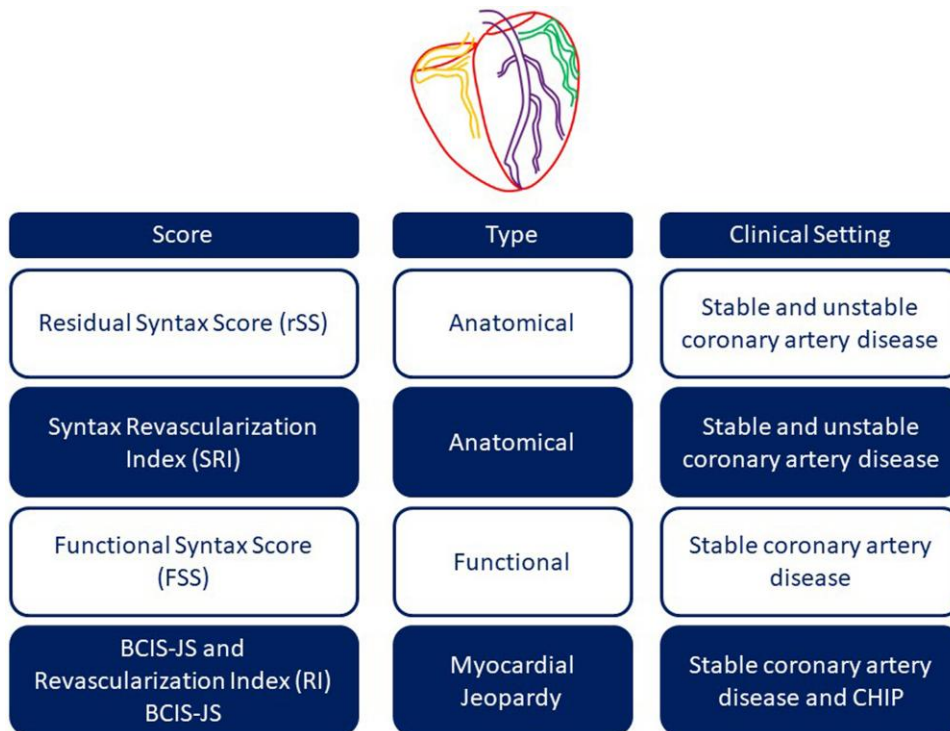 Score
Type
Clinical Setting
Residual Syntax Score (rSS)
Anatomical
Stable and unstable
coronary artery disease
Syntax Revascularization
Index (SRI)
Anatomical
Stable and unstable
coronary artery disease
Functional Syntax Score
(FSS)
Functional
Stable coronary artery
disease
BCIS-JS and
Revascularization Index (RI)
BCIS-JS
Myocardial
Jeopardy
Stable coronary artery
disease and CHIP